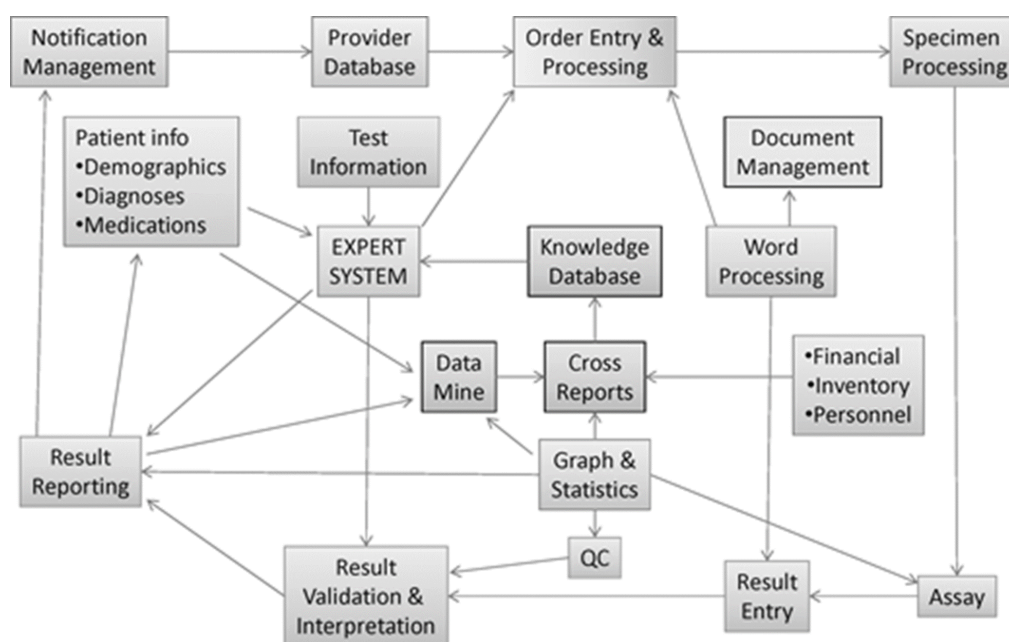 Notification
Management
Provider
Database
Order Entry &
Processing
Specimen
Processing
Patient info
•Demographics
•Diagnoses
•Medications
Test
Information
Document
Management
EXPERT
SYSTEM
Knowledge
Database
Word
Processing
Data
Mine
Cross
Reports
•Financial
•Inventory
•Personnel
Result
Reporting
Graph &
Statistics
QC
Result
Validation &
Interpretation
Result
Entry
Assay